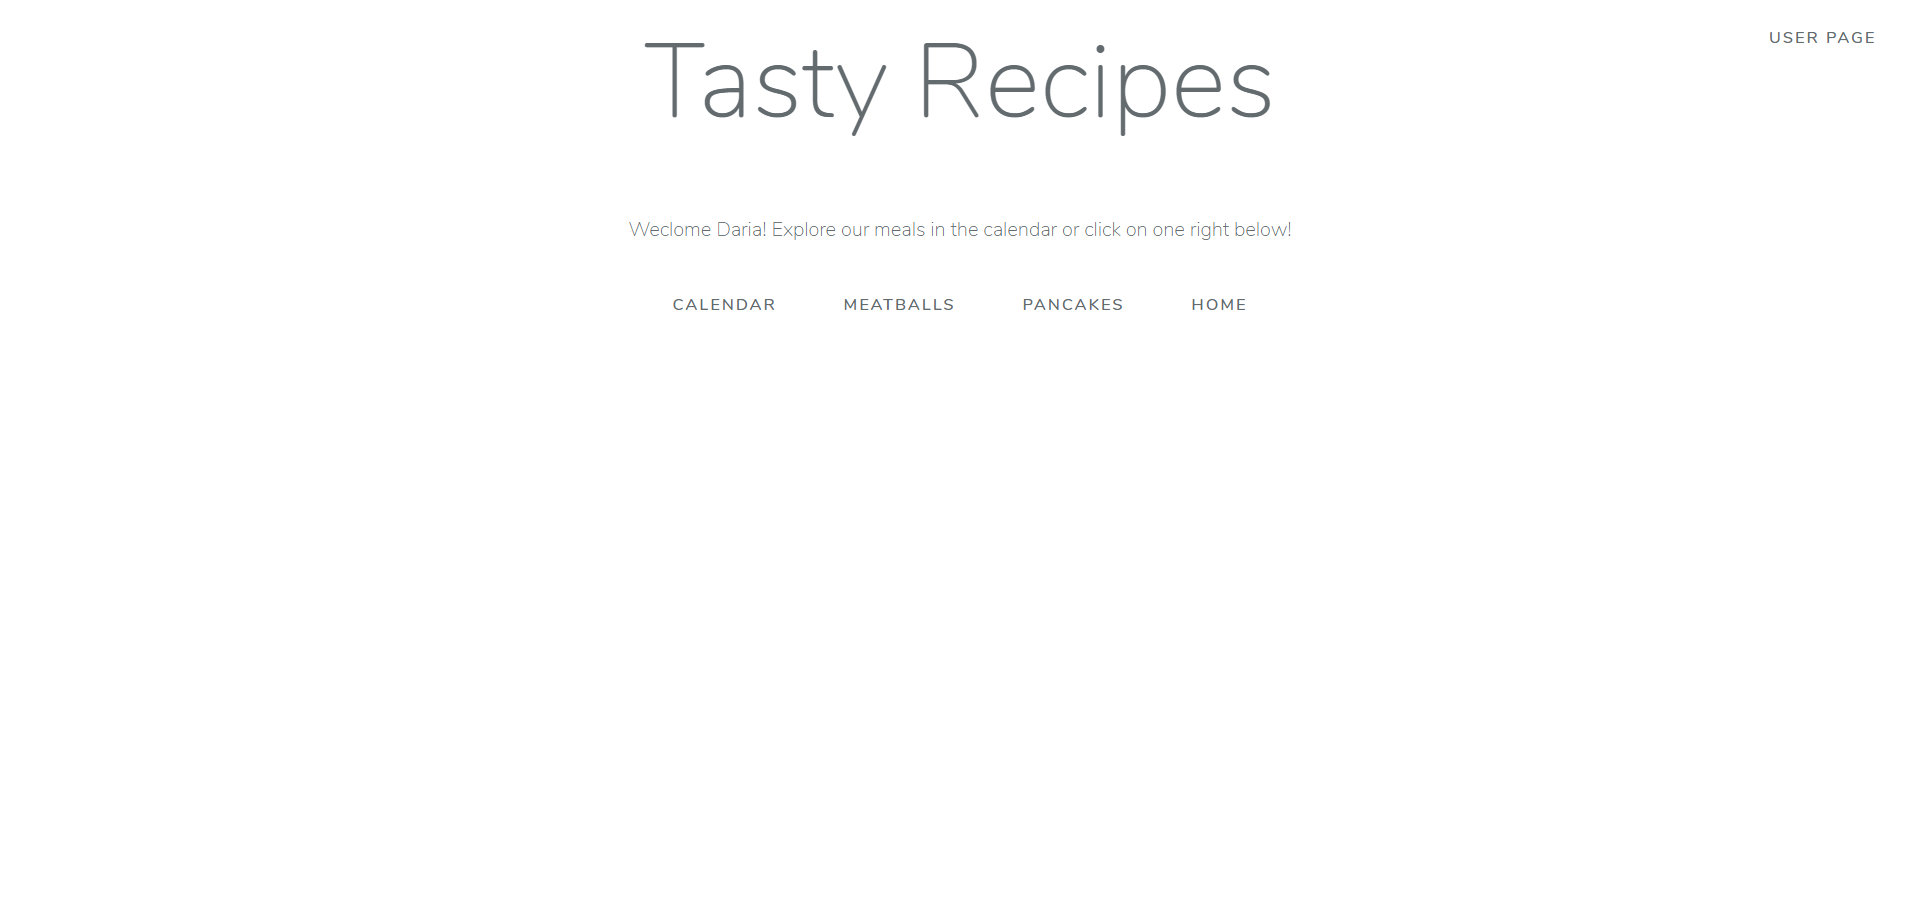 USER PAGE
Tasty Recipes
Weclome Daria! Explore our meals in the calendar or click on one right below!
CALENDAR MEATBALLS PANCAKES HOME